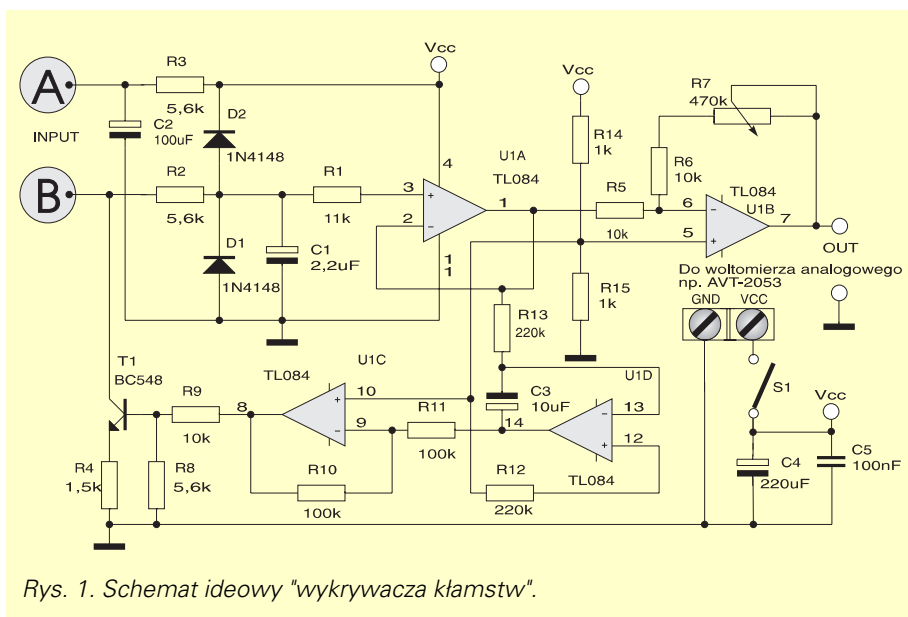 A
INPUT
B
R3
5,6k
C2
100uF
D2
1N4148
R2
5,6k
D1
1N4148
C1
2,2uF
R1
11k
Vcc
4
U1A
TL084
3
+
2
−
1
1
1
Vcc
R14
1k
R15
1k
R5
10k
R7
470k
R6
10k
TL084
U1B
6
−
5
+
7
OUT
Do woltomierza analogowego
np. AVT-2053
GND
VCC
S1
Vcc
C4
220uF
C5
100nF
R13
220k
C3
10uF
U1D
13
−
12
+
14
TL084
R12
220k
R11
100k
U1C
TL084
10
+
9
−
8
R10
100k
R9
10k
R8
5,6k
T1
BC548
R4
1,5k
Rys. 1. Schemat ideowy "wykrywacza kłamstw".